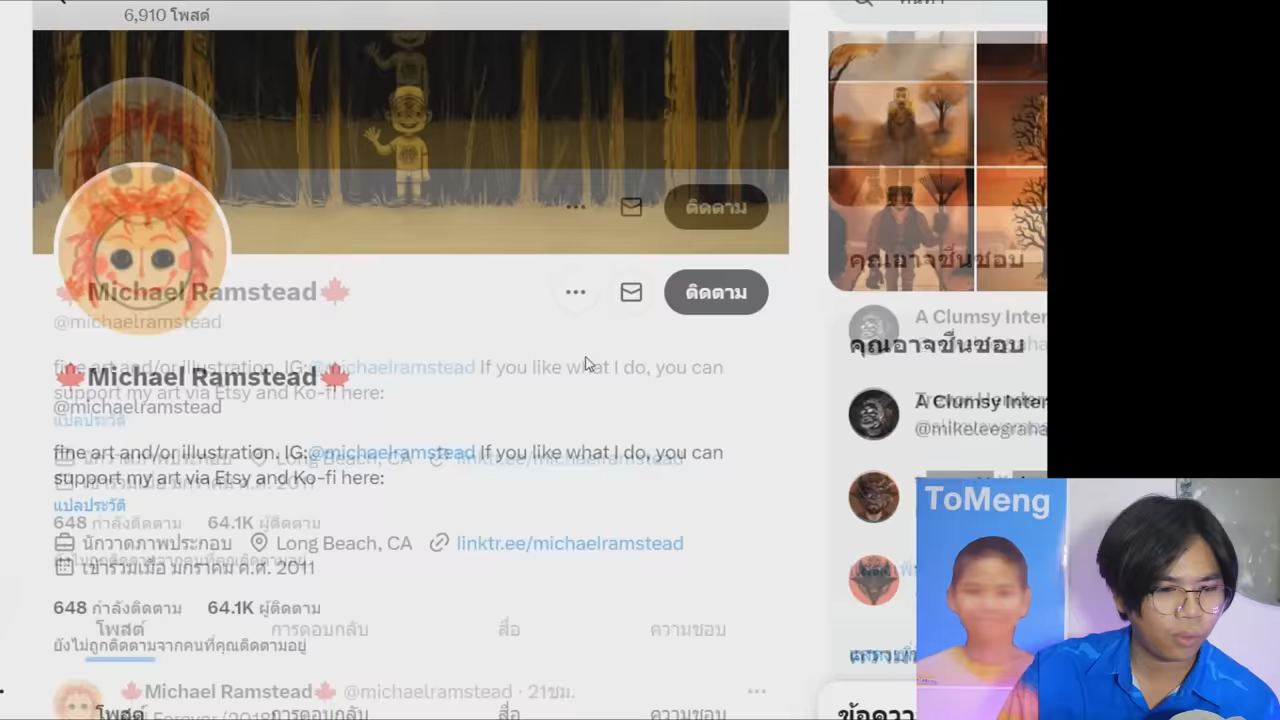 6,910 โพสต์
ค้นหา
ติดตาม
Michael Ramstead
@michaelramstead
ติดตาม
คุณอาจชื่นชอบ
A Clumsy Inter
fine art and/or illustration. IG:@michaelramstead If you like what I do, you can
support my art via Etsy and Ko-fi here:
แปลประวัติ
คุณอาจชื่นชอบ
Michael Ramstead
@michaelramstead
A Clumsy Inter
@mikeleegraha
fine art and/or illustration. IG:@michaelramstead If you like what I do, you can
support my art via Etsy and Ko-fi here:
แปลประวัติ
648 กำลังติดตาม 64.1K ผู้ติดตาม
นักวาดภาพประกอบ Long Beach, CA linktr.ee/michaelramstead
เข้าร่วมเมื่อ มกราคม ค.ศ. 2011
648 กำลังติดตาม 64.1K ผู้ติดตาม
โพสต์ การตอบกลับ สื่อ ความชอบ
ยังไม่ถูกติดตามจากคนที่คุณติดตามอยู่
Michael Ramstead @michaelramstead · 21ชม.
โพสต์ การตอบกลับ สื่อ ความชอบ
ข้อความ
ToMeng